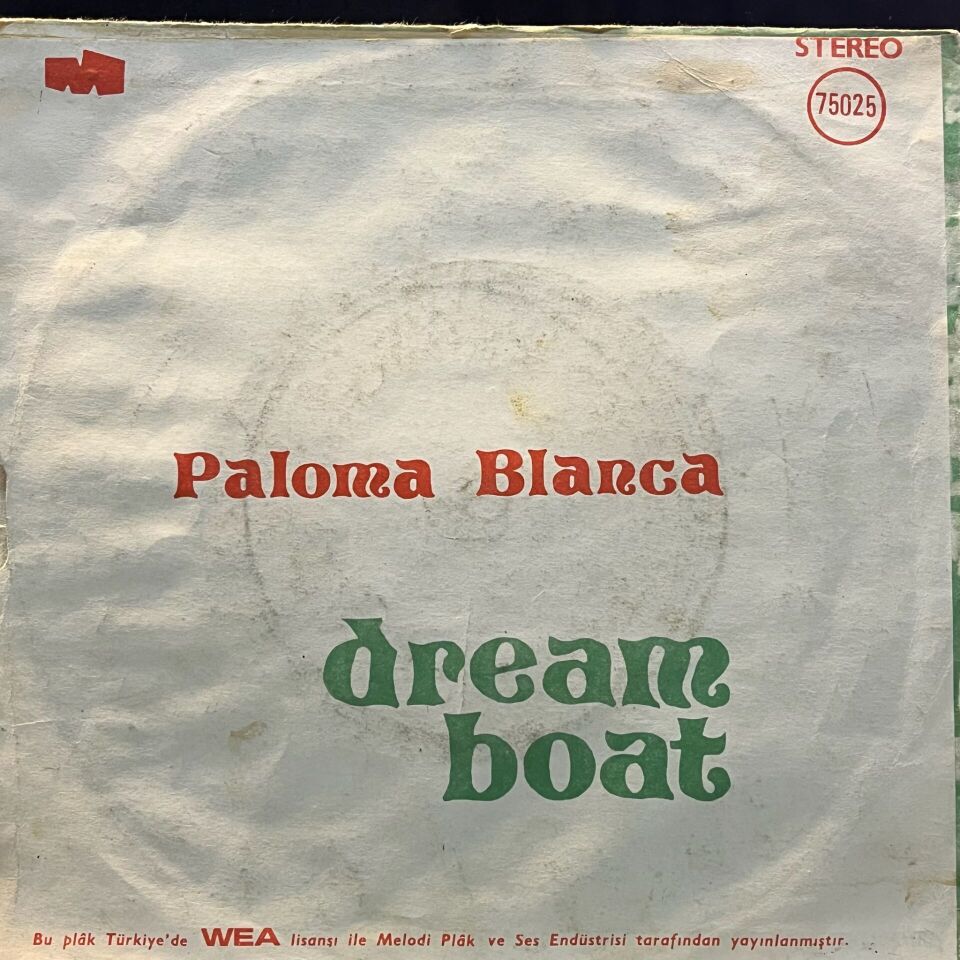 STEREO
75025
Paloma Blanca
dream
boat
Bu plâk Türkiye'de WEA lisansı ile Melodi Plâk ve Ses Endüstrisi tarafından yayınlanmıştır.